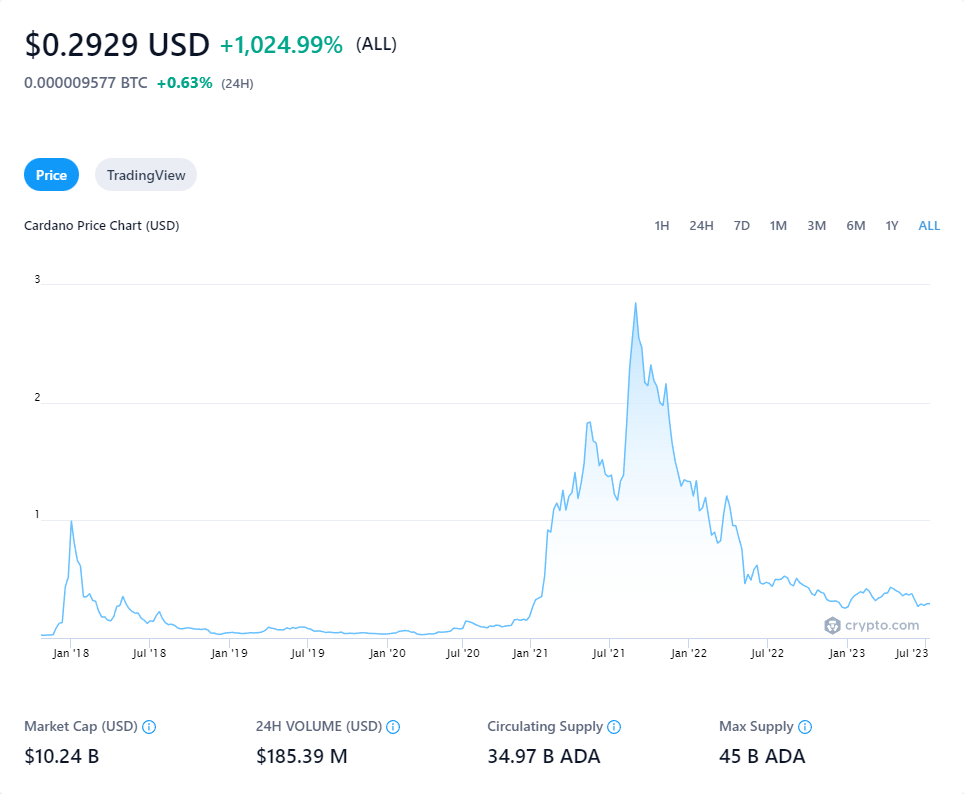 $0.2929 USD +1,024.99% (ALL)
0.000009577 BTC +0.63% (24H)
Price TradingView
Cardano Price Chart (USD) 1H 24H 7D 1M 3M 6M 1Y ALL
3
2
1
crypto.com
Jan '18 Jul '18 Jan '19 Jul '19 Jan '20 Jul '20 Jan '21 Jul '21 Jan '22 Jul '22 Jan '23 Jul '23
Market Cap (USD) 24H VOLUME (USD) Circulating Supply Max Supply
$10.24 B $185.39 M 34.97 B ADA 45 B ADA